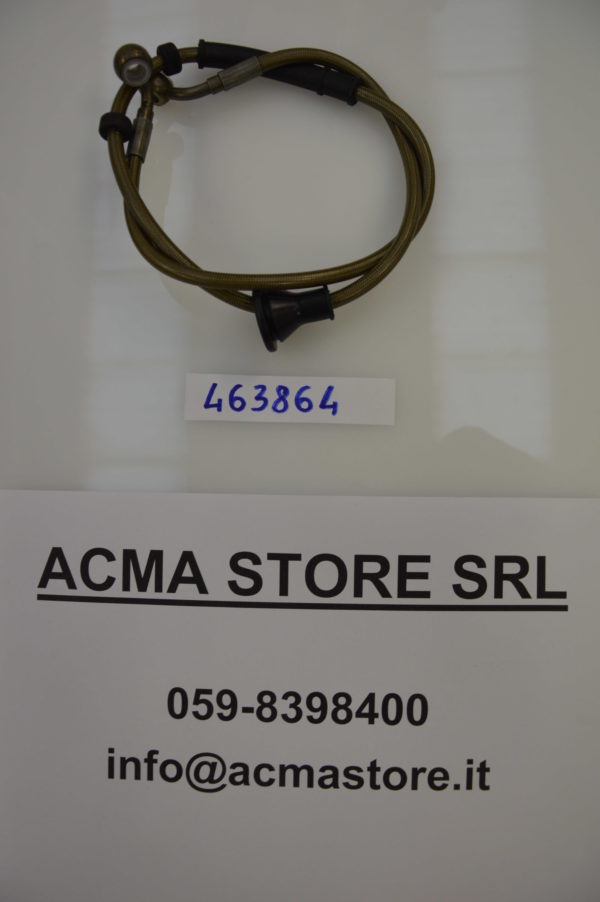 463864
ACMA STORE SRL
059-8398400
info@acmastore.it